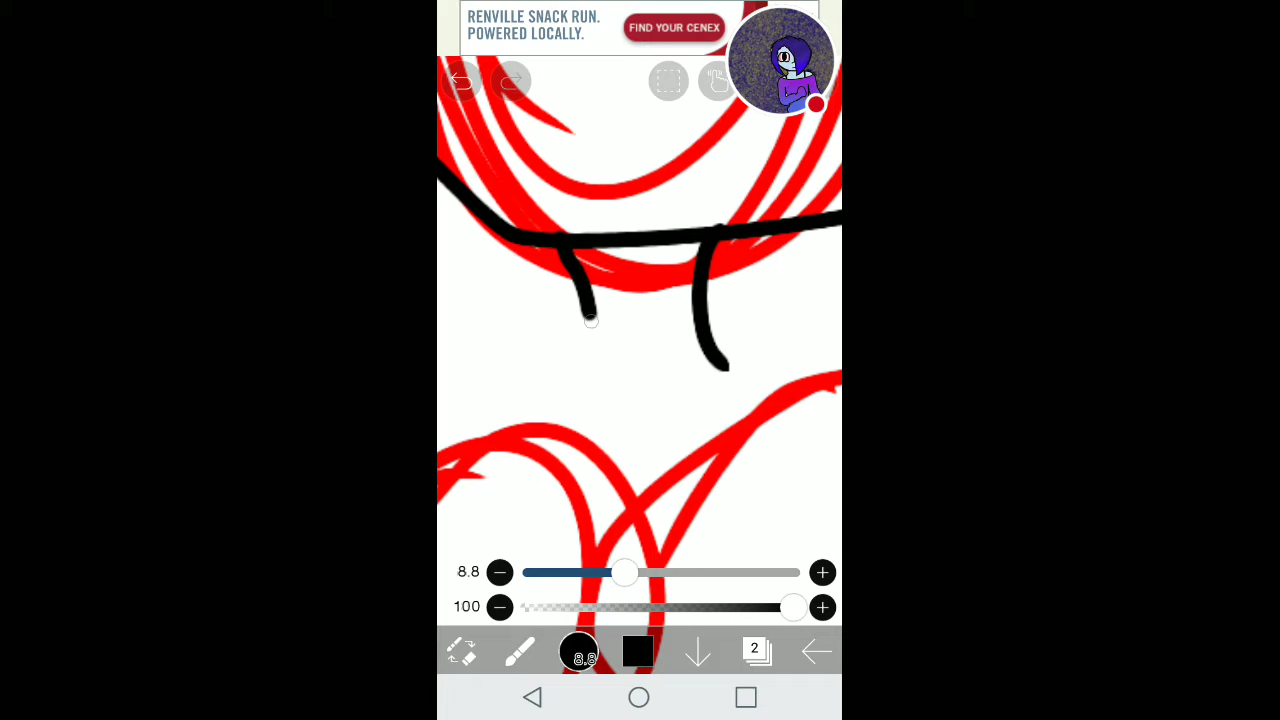 RENVILLE SNACK RUN.
POWERED LOCALLY.
FIND YOUR CENEX
8.8
100
8.8
2